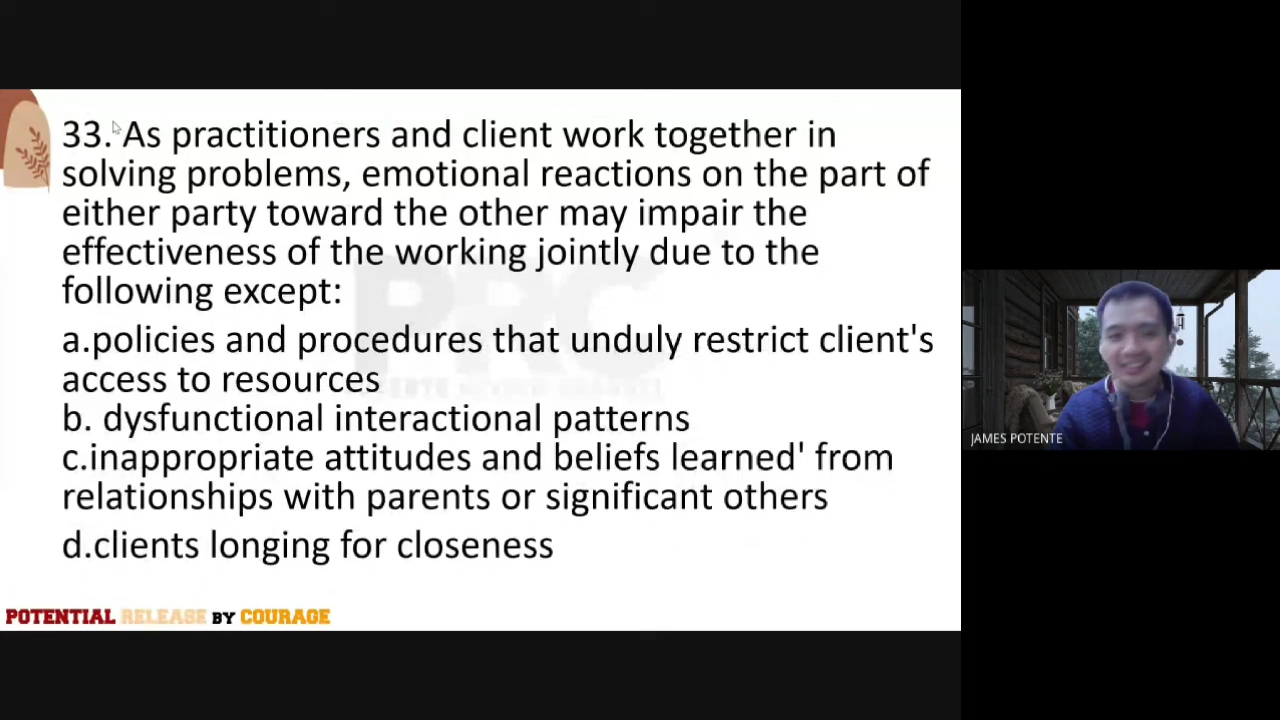 33. As practitioners and client work together in
solving problems, emotional reactions on the part of
either party toward the other may impair the
effectiveness of the working jointly due to the
following except:
a.policies and procedures that unduly restrict client's
access to resources
b. dysfunctional interactional patterns
c.inappropriate attitudes and beliefs learned' from
relationships with parents or significant others
d.clients longing for closeness
POTENTIAL RELEASE BY COURAGE
JAMES POTENTE
PRC